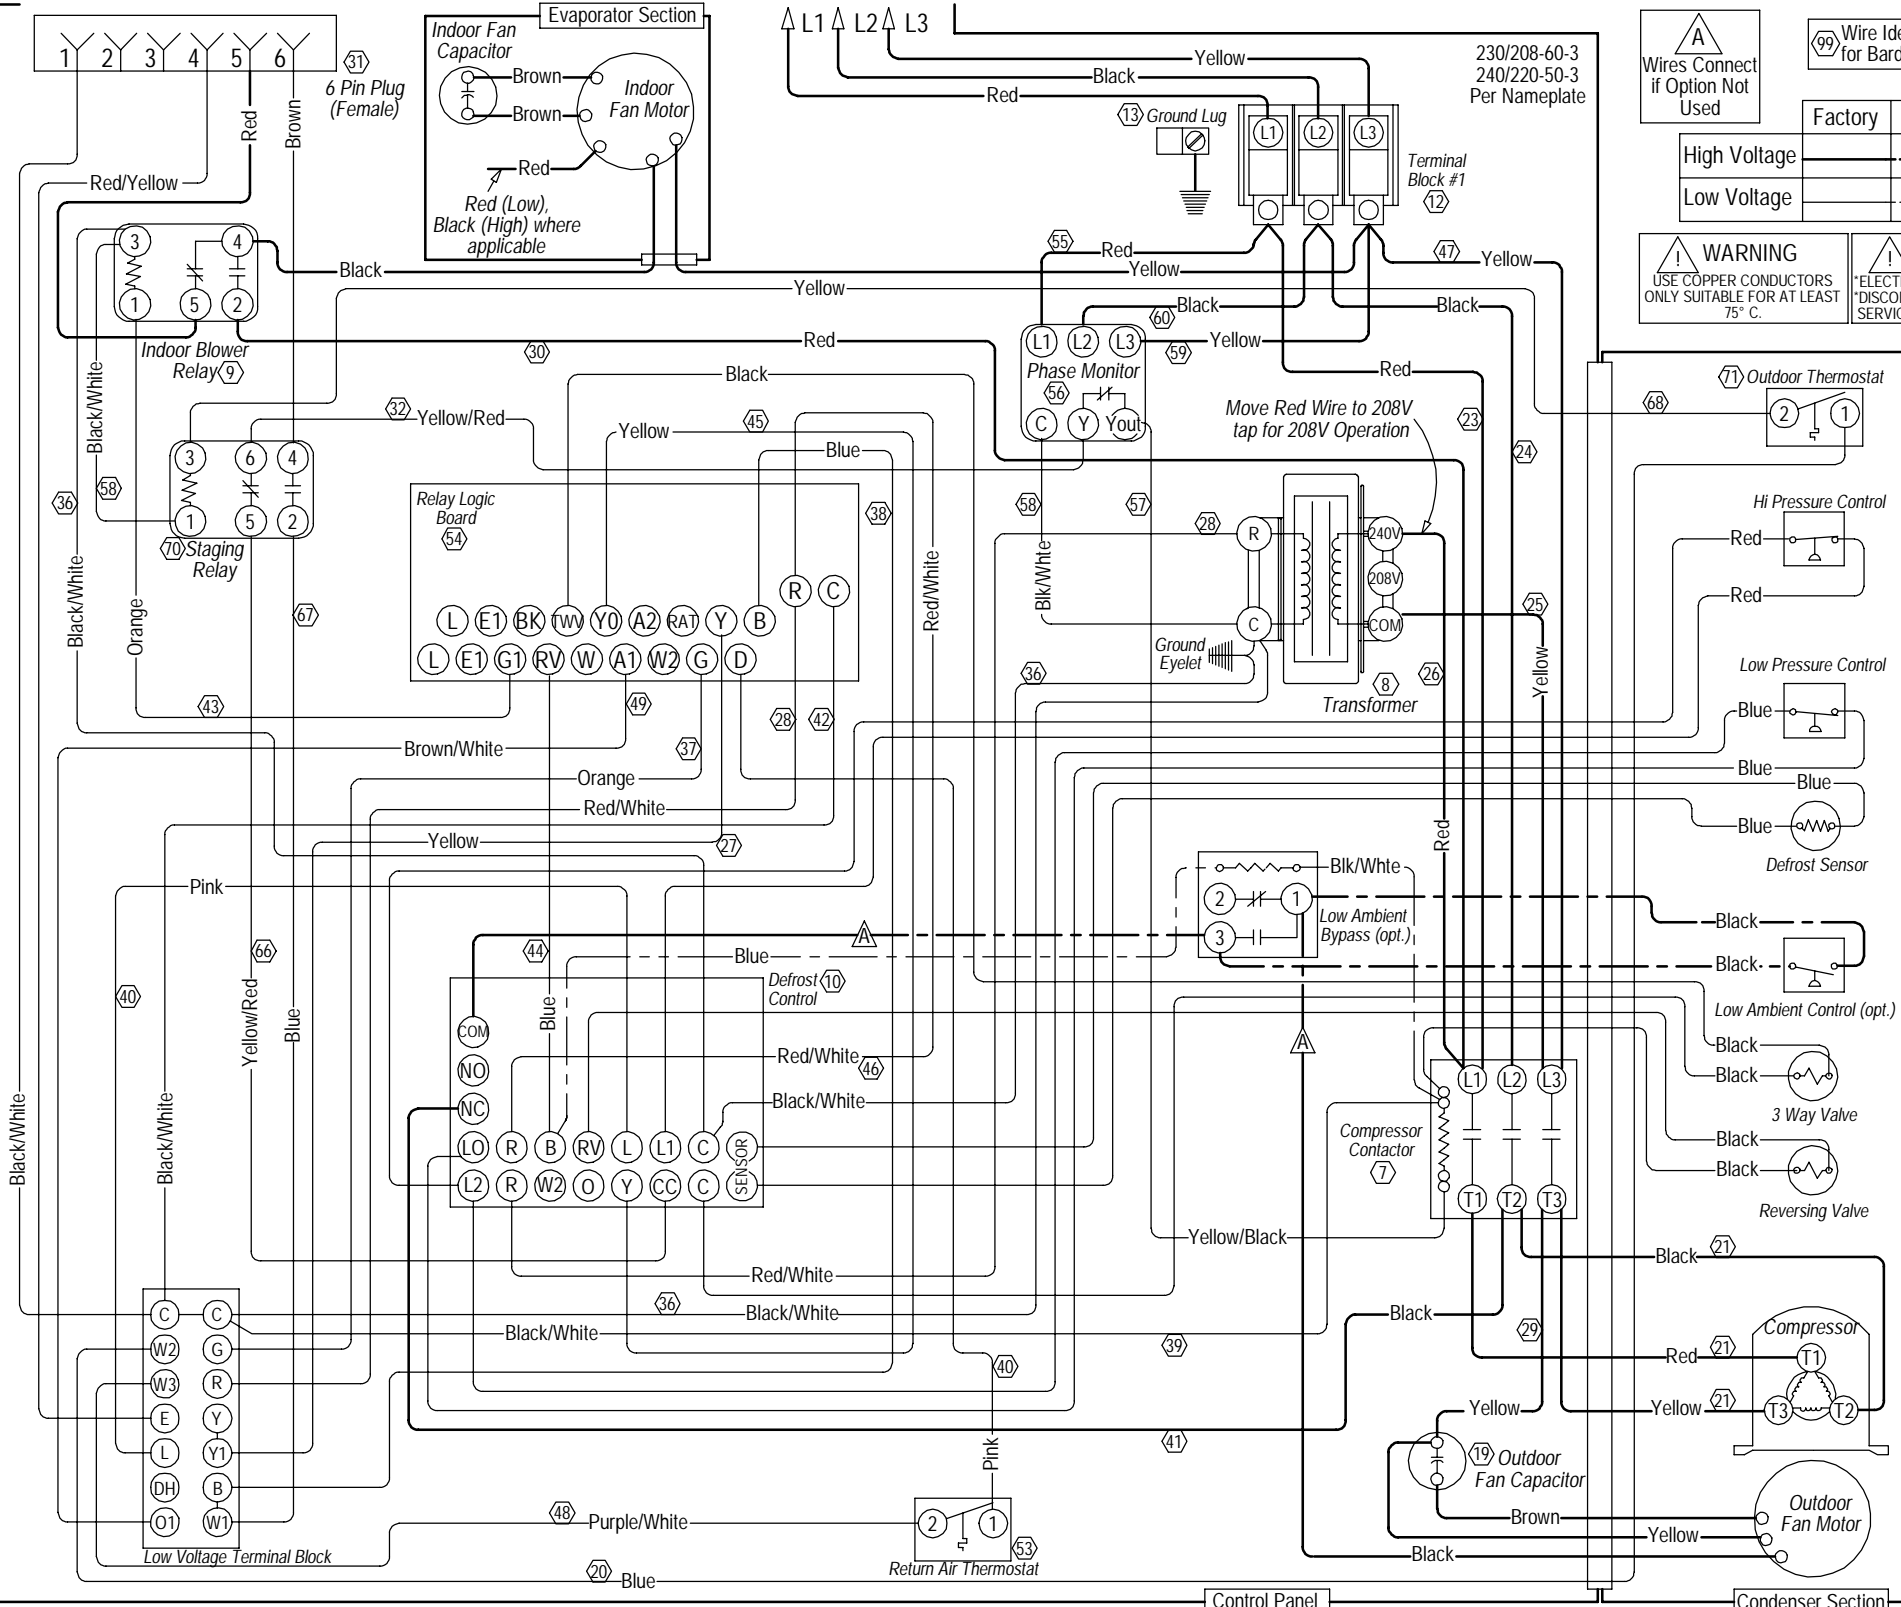 1 2 3 4 5 6
31
6 Pin Plug
(Female)
Evaporator Section
Indoor Fan
Capacitor
Brown
Brown
Indoor
Fan Motor
Red
Red (Low),
Black (High) where
applicable
L1 L2 L3
Yellow
Black
Red
13 Ground Lug
L1 L2 L3
230/208-60-3
240/220-50-3
Per Nameplate
Terminal
Block #1
12
A
Wires Connect
if Option Not
Used
99
Factory
High Voltage
Low Voltage
! WARNING
USE COPPER CONDUCTORS
ONLY SUITABLE FOR AT LEAST
75° C.
!
Red
Brown
Red/Yellow
3 4
1 5 2
Indoor Blower
Relay 9
Black
Yellow
Yellow
55
Red
47
Yellow
60
Black
Black
59
Yellow
30
Red
L1 L2 L3
Phase Monitor
56
C Y Yout
Red
Black
Black/White
32
Yellow/Red
45
Yellow
Blue
Move Red Wire to 208V
tap for 208V Operation
23
24
68
71 Outdoor Thermostat
2 1
3 6 4
1 5 2
70 Staging
Relay
36
58
Relay Logic
Board
54
38
58
57
28
R
C
240V
208V
COM
Hi Pressure Control
Red
Red
67
L E1 BK TWV Y0 A2 RAT Y B R C
L E1 G1 RV W A1 W2 G D
Red/White
Blk/Whte
Ground
Eyelet
8
Transformer
25
26
Yellow
Low Pressure Control
Blue
Blue
Blue
Blue
Defrost Sensor
Black/White
Orange
43
49
37
28
42
36
Brown/White
Orange
Red/White
Yellow
27
Pink
Red
Blk/Whte
2 1
3
Low Ambient
Bypass (opt.)
Black
Black
Low Ambient Control (opt.)
A
Blue
44
66
40
Blue
Yellow/Red
Blue
Defrost
Control
10
COM
NO
NC
LO R B RV L L1 C SENSOR
L2 R W2 O Y CC C
Red/White
46
Black/White
A
Black
Black
3 Way Valve
Black
Black
Reversing Valve
Compressor
Contactor
7
L1 L2 L3
T1 T2 T3
Black/White
Black/White
Yellow/Black
Red/White
36
Black/White
Black/White
Black
39
40
29
Black 21
Red 21
Yellow 21
Compressor
T1
T3 T2
Yellow
41
19 Outdoor
Fan Capacitor
Brown
Yellow
Black
Outdoor
Fan Motor
C C
W2 G
W3 R
E Y
L Y1
DH B
O1 W1
Low Voltage Terminal Block
48
Purple/White
Pink
2 1
53
Return Air Thermostat
20
Blue
Control Panel
Condenser Section